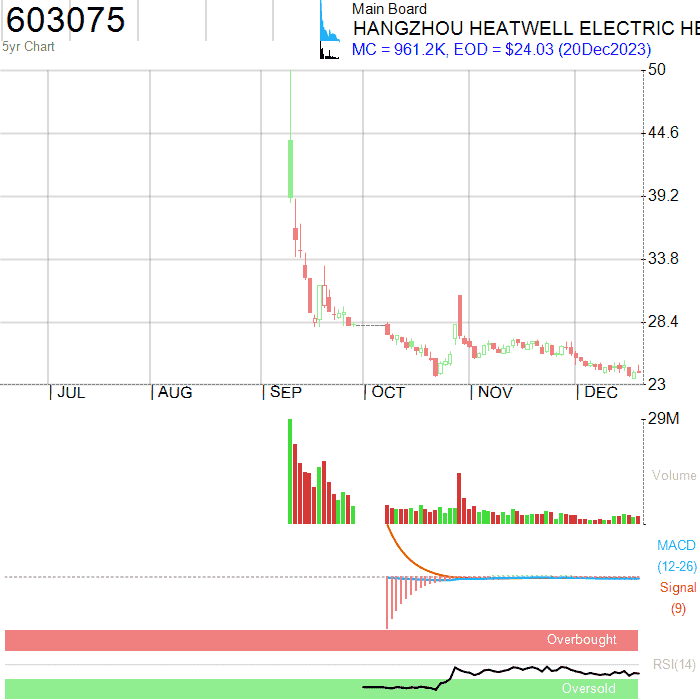 603075
5yr Chart
Main Board
HANGZHOU HEATWELL ELECTRIC HE
MC = 961.2K, EOD = $24.03 (20Dec2023)
50
44.6
39.2
33.8
28.4
23
JUL AUG SEP OCT NOV DEC
29M
Volume
MACD
(12-26)
Signal
(9)
Overbought
RSI(14)
Oversold